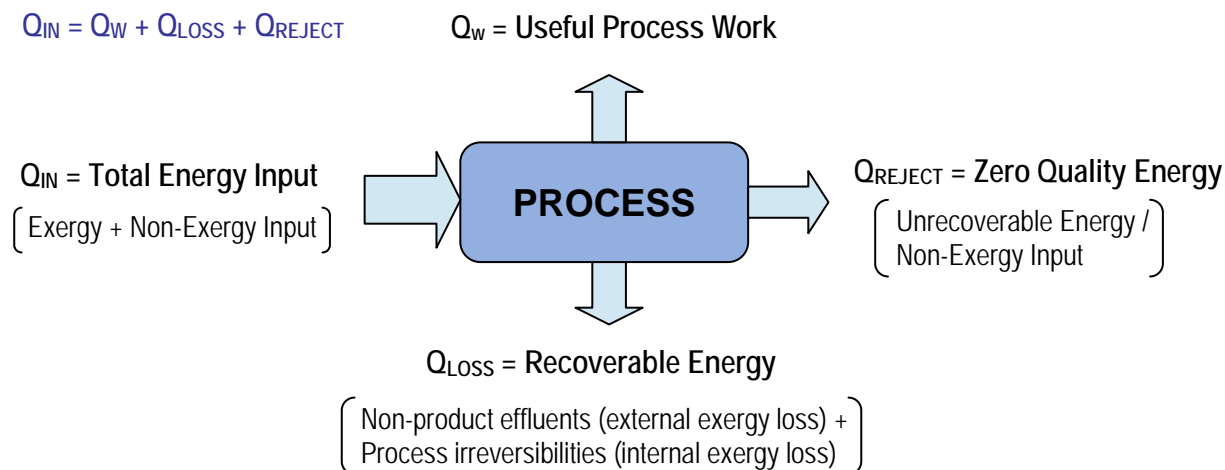 QIN = QW + QLOSS + QREJECT
Qw = Useful Process Work
QIN = Total Energy Input
Exergy + Non-Exergy Input
PROCESS
QREJECT = Zero Quality Energy
Unrecoverable Energy /
Non-Exergy Input
QLOSS = Recoverable Energy
Non-product effluents (external exergy loss) +
Process irreversibilities (internal exergy loss)